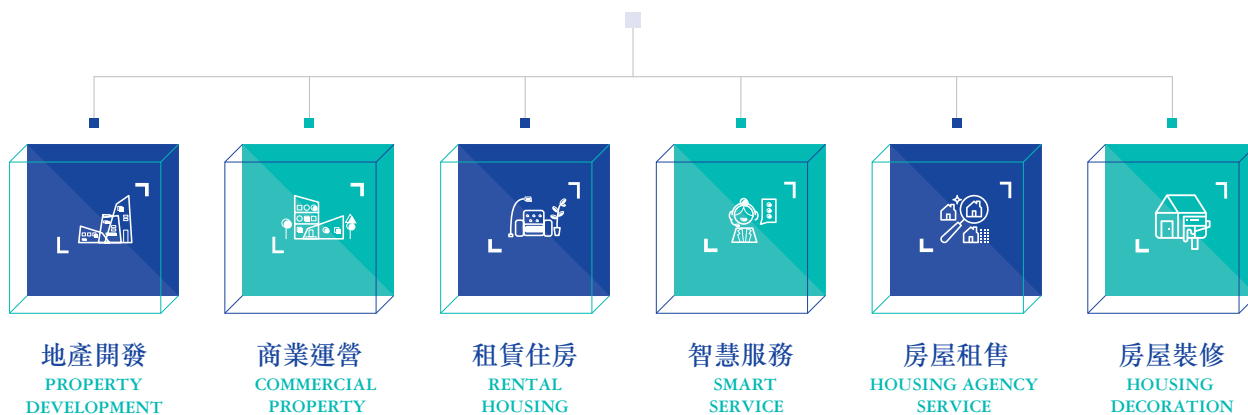 地產開發
PROPERTY
DEVELOPMENT
商業運營
COMMERCIAL
PROPERTY
租賃住房
RENTAL
HOUSING
智慧服務
SMART
SERVICE
房屋租售
HOUSING AGENCY
SERVICE
房屋裝修
HOUSING
DECORATION